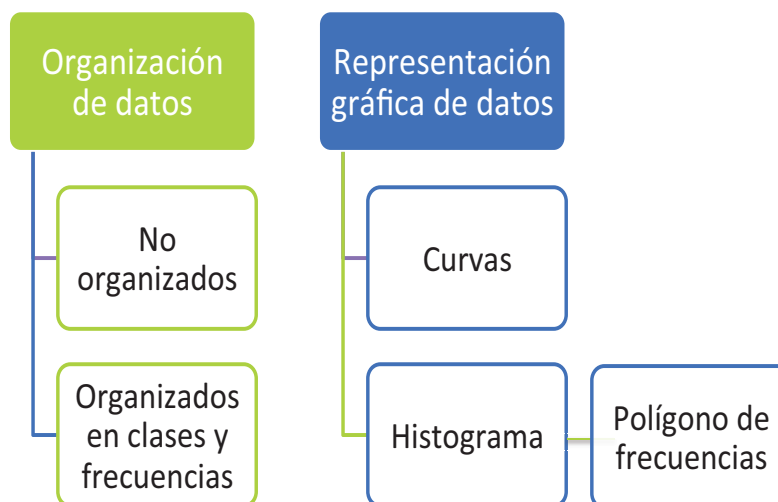 Organización
de datos
No
organizados
Organizados
en clases y
frecuencias
Representación
gráfica de datos
Curvas
Histograma
Polígono de
frecuencias